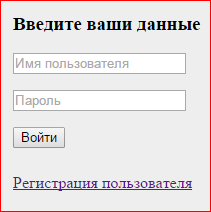 Введите ваши данные
Имя пользователя
Пароль
Войти
Регистрация пользователя